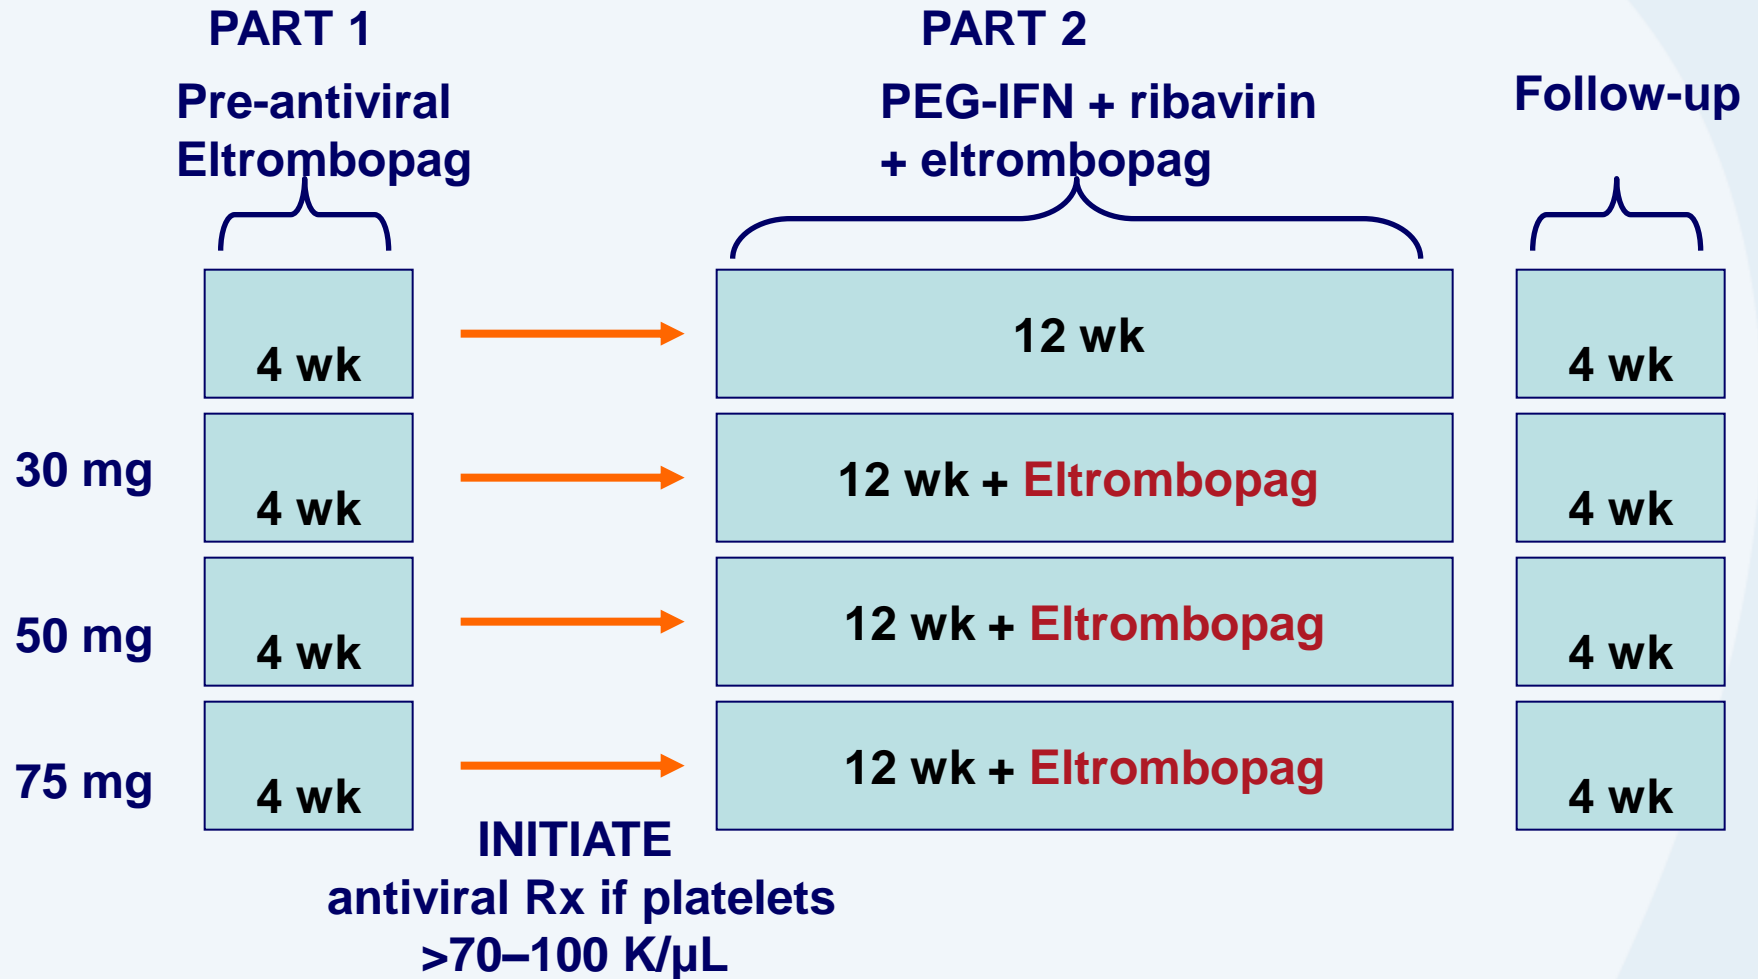 PART 1
PART 2
Pre-antiviral
Eltrombopag
PEG-IFN + ribavirin
+ eltrombopag
Follow-up
4 wk
12 wk
4 wk
30 mg
4 wk
12 wk + Eltrombopag
4 wk
50 mg
4 wk
12 wk + Eltrombopag
4 wk
75 mg
4 wk
12 wk + Eltrombopag
4 wk
INITIATE
antiviral Rx if platelets
>70–100 K/µL